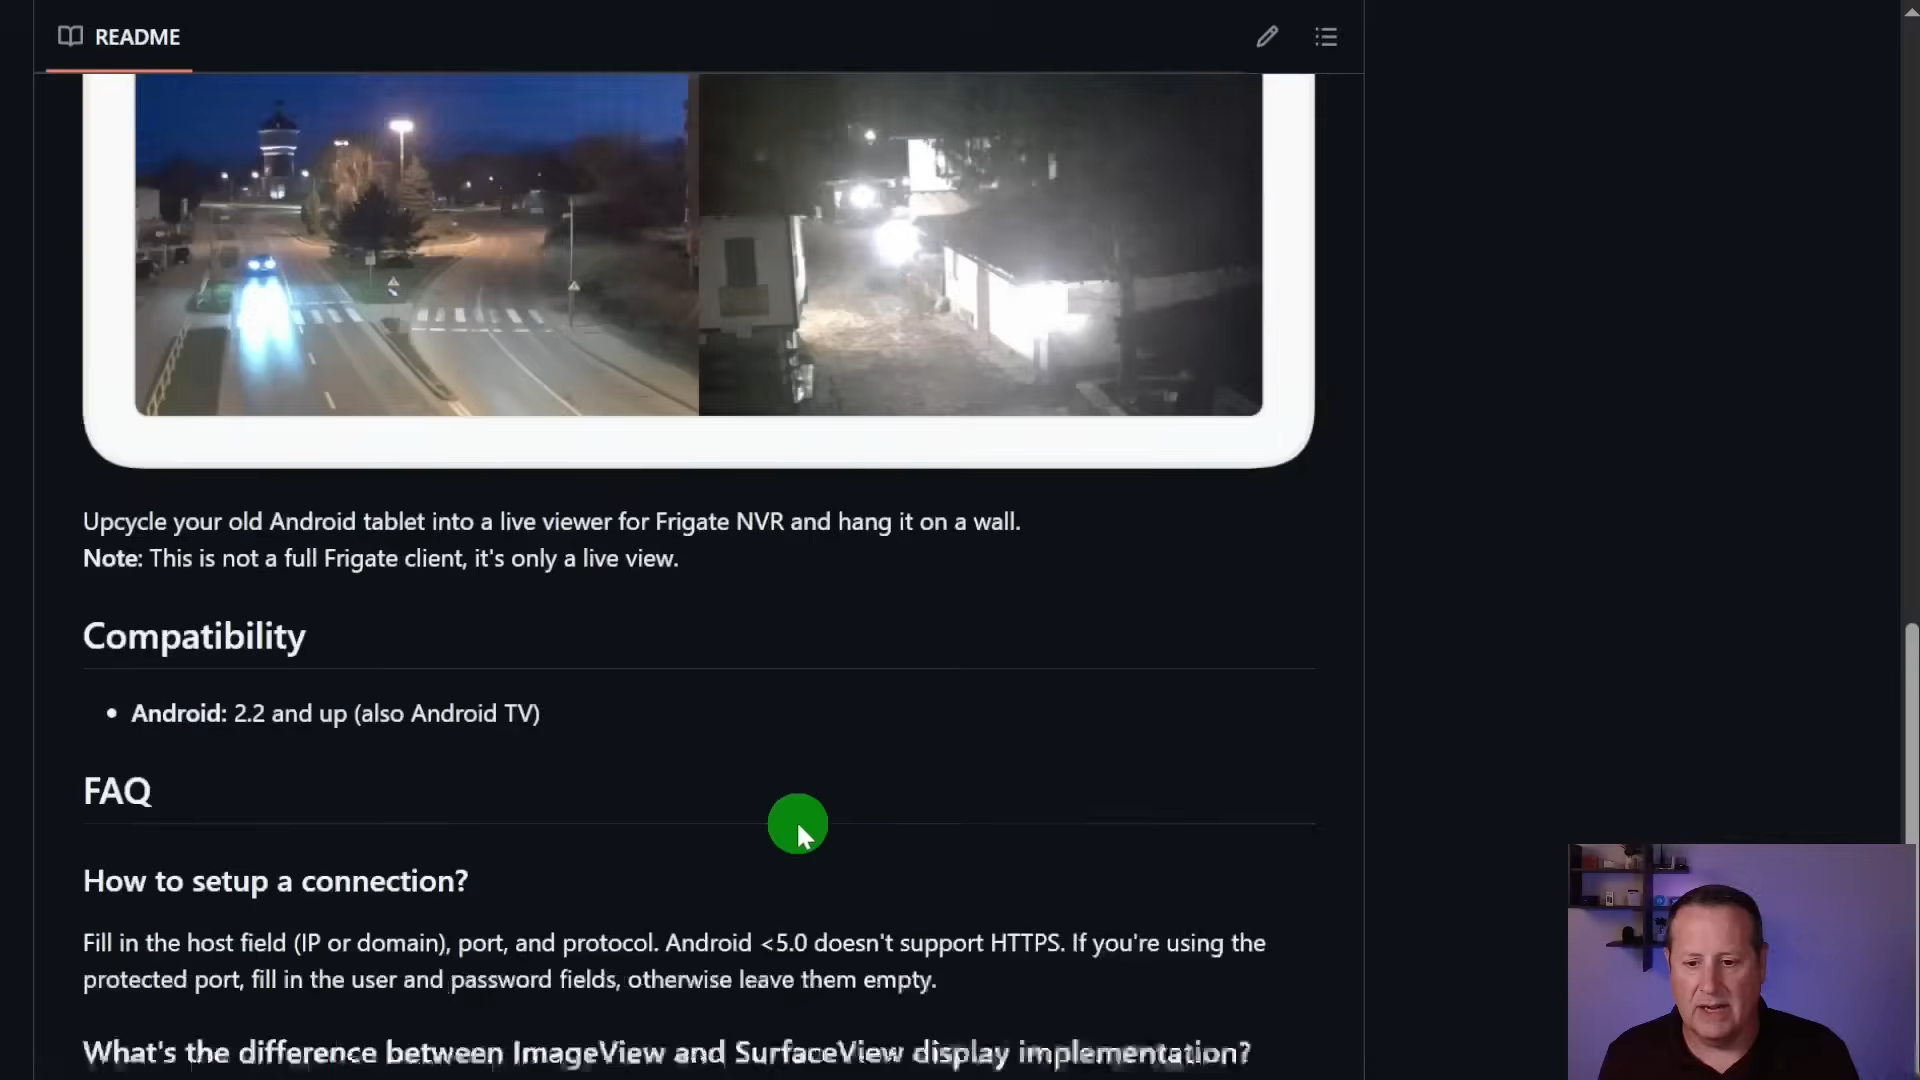 README
Upcycle your old Android tablet into a live viewer for Frigate NVR and hang it on a wall.
Note: This is not a full Frigate client, it's only a live view.
Compatibility
• Android: 2.2 and up (also Android TV)
FAQ
How to setup a connection?
Fill in the host field (IP or domain), port, and protocol. Android <5.0 doesn't support HTTPS. If you're using the
protected port, fill in the user and password fields, otherwise leave them empty.
What's the difference between ImageView and SurfaceView display implementation?